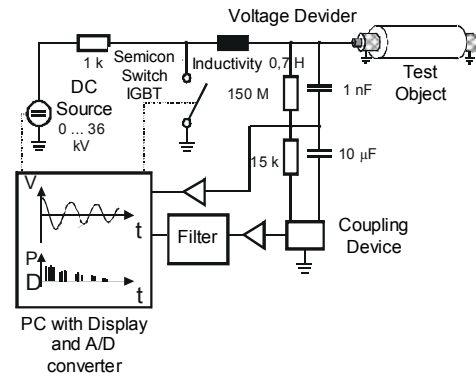 Voltage Devider
1 k
Semicon
Switch
IGBT
Inductivity 0,7 H
DC
Source
0 ... 36
kV
150 M
1 nF
Test
Object
15 k
10 µF
V
t
P
D
t
Filter
Coupling
Device
PC with Display
and A/D
converter